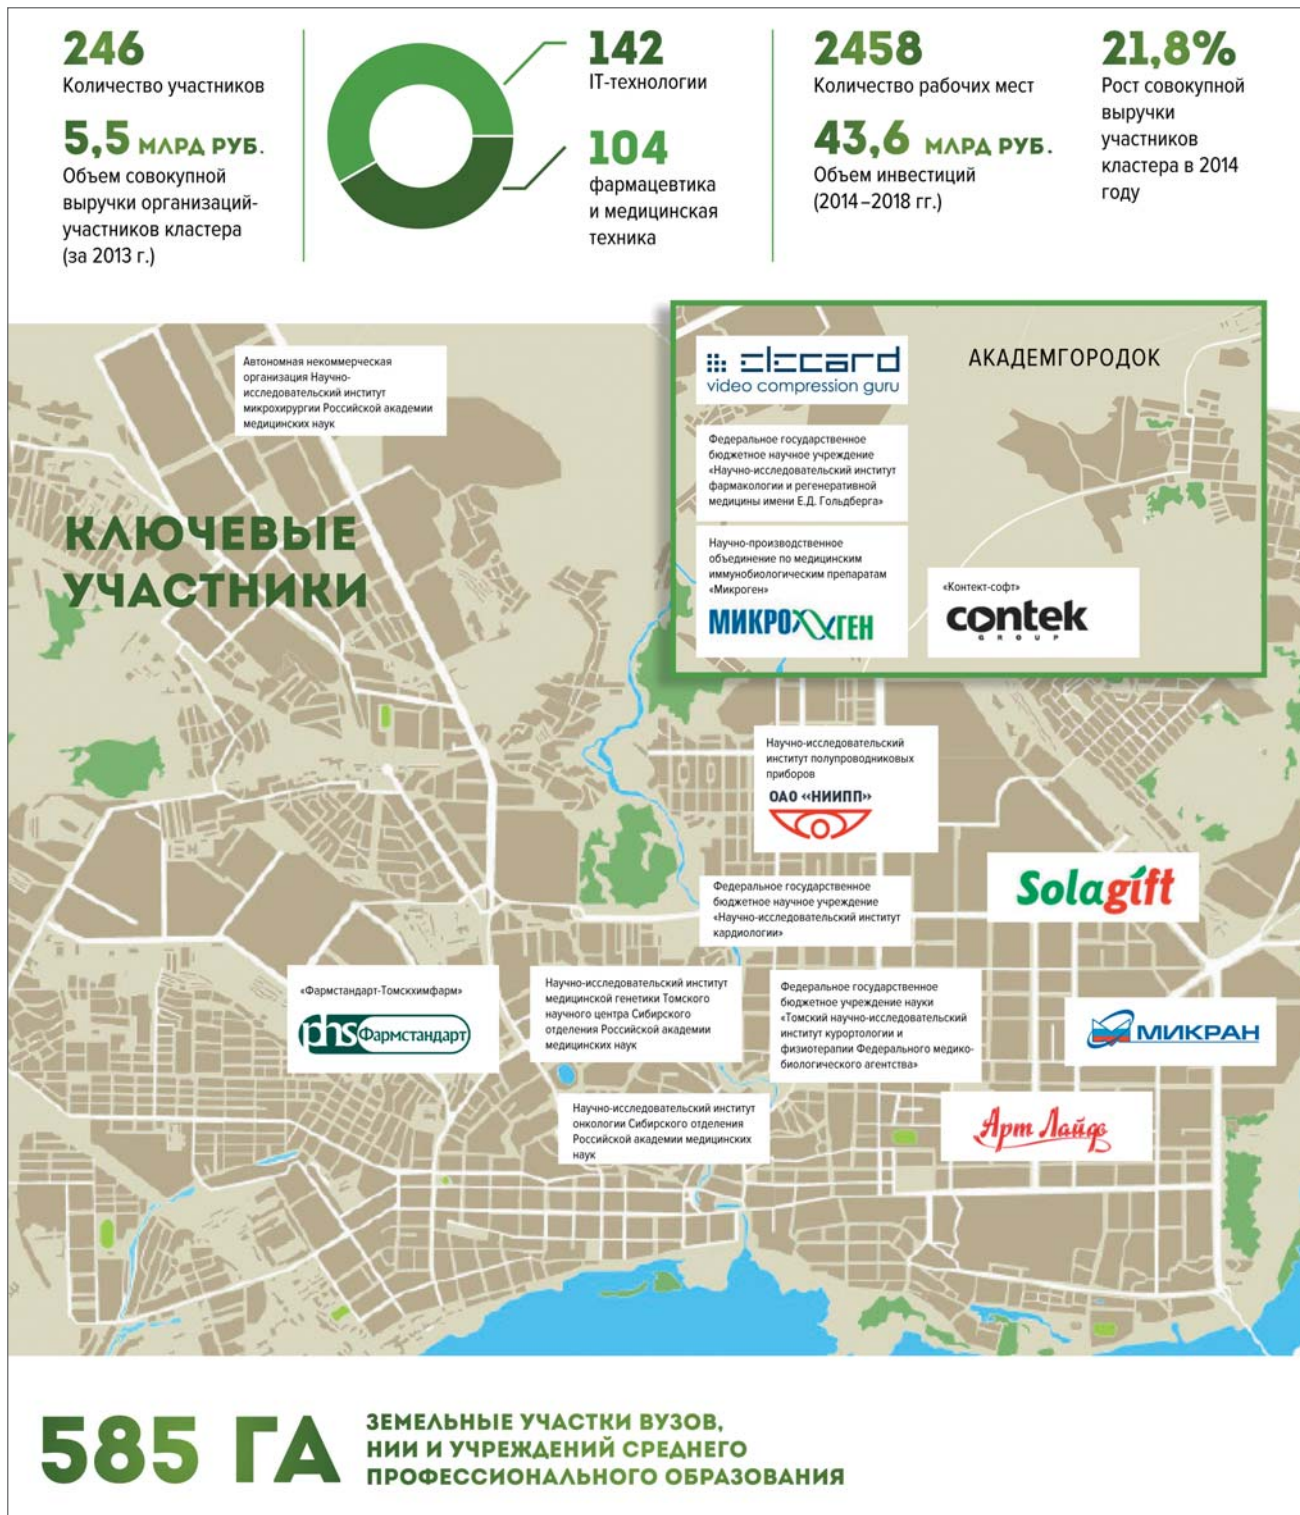 246
Количество участников
5,5 МЛРД РУБ.
Объем совокупной
выручки организаций-
участников кластера
(за 2013 г.)
142
IT-технологии
104
фармацевтика
и медицинская
техника
2458
Количество рабочих мест
43,6 МЛРД РУБ.
Объем инвестиций
(2014–2018 гг.)
21,8%
Рост совокупной
выручки
участников
кластера в 2014
году
Автономная некоммерческая
организация Научно-
исследовательский институт
микрохирургии Российской академии
медицинских наук
КЛЮЧЕВЫЕ
УЧАСТНИКИ
elecard
video compression guru
АКАДЕМГОРОДОК
Федеральное государственное
бюджетное научное учреждение
«Научно-исследовательский институт
фармакологии и регенеративной
медицины имени Е.Д. Гольдберга»
Научно-производственное
объединение по медицинским
иммунобиологическим препаратам
«Микроген»
МИКРОГЕН
«Контект-софт»
contek
GROUP
Научно-исследовательский
институт полупроводниковых
приборов
ОАО «НИИПП»
Solagift
Федеральное государственное
бюджетное научное учреждение
«Научно-исследовательский институт
кардиологии»
«Фармстандарт-Томскхимфарм»
phs Фармстандарт
Научно-исследовательский институт
медицинской генетики Томского
научного центра Сибирского
отделения Российской академии
медицинских наук
Федеральное государственное
бюджетное учреждение науки
«Томский научно-исследовательский
институт курортологии и
физиотерапии Федерального медико-
биологического агентства»
МИКРАН
Научно-исследовательский институт
онкологии Сибирского отделения
Российской академии медицинских
наук
Арт Лайф
585 ГА
ЗЕМЕЛЬНЫЕ УЧАСТКИ ВУЗОВ,
НИИ И УЧРЕЖДЕНИЙ СРЕДНЕГО
ПРОФЕССИОНАЛЬНОГО ОБРАЗОВАНИЯ